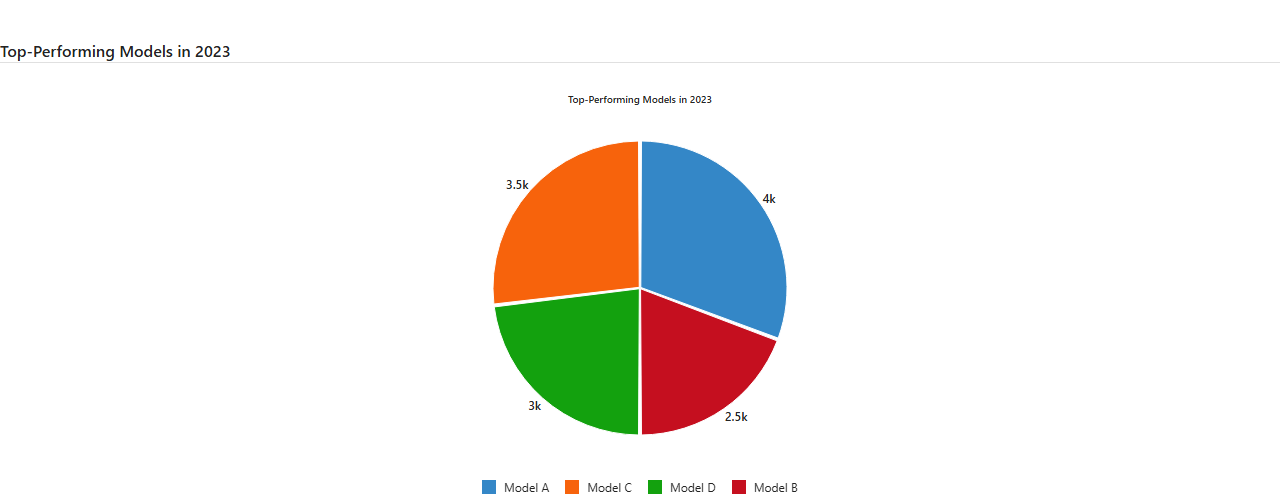 Top-Performing Models in 2023
Top-Performing Models in 2023
3.5k
4k
3k
2.5k
Model A
Model C
Model D
Model B